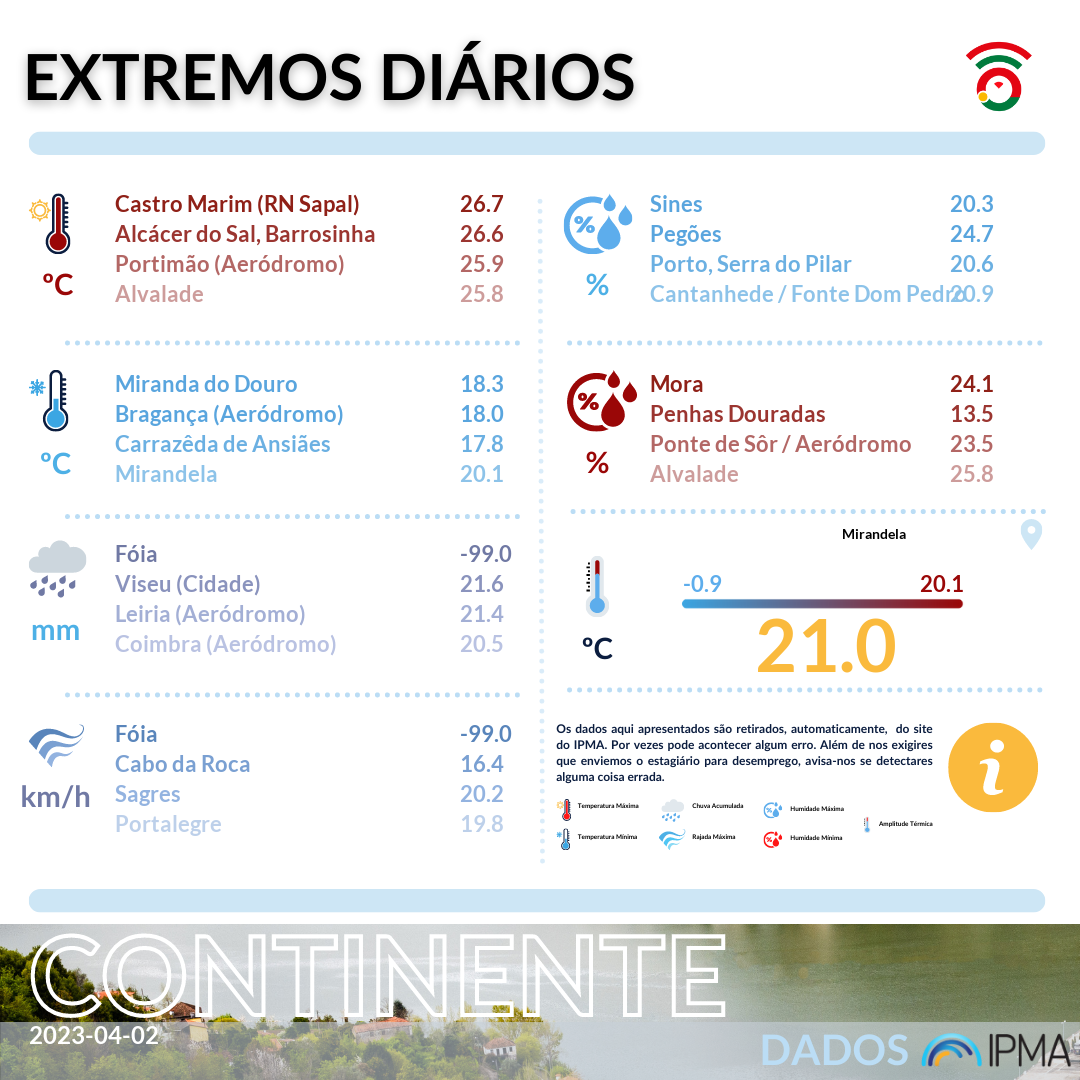 EXTREMOS DIÁRIOS
Castro Marim (RN Sapal) 26.7
Alcácer do Sal, Barrosinha 26.6
Portimão (Aeródromo) 25.9
Alvalade 25.8
ºC
Miranda do Douro 18.3
Bragança (Aeródromo) 18.0
Carrazêda de Ansiães 17.8
Mirandela 20.1
ºC
Fóia -99.0
Viseu (Cidade) 21.6
Leiria (Aeródromo) 21.4
Coimbra (Aeródromo) 20.5
mm
Fóia -99.0
Cabo da Roca 16.4
Sagres 20.2
Portalegre 19.8
km/h
%
Sines 20.3
Pegões 24.7
Porto, Serra do Pilar 20.6
Cantanhede / Fonte Dom Pedro 20.9
%
%
Mora 24.1
Penhas Douradas 13.5
Ponte de Sôr / Aeródromo 23.5
Alvalade 25.8
%
Mirandela
-0.9 20.1
21.0
ºC
Os dados aqui apresentados são retirados, automaticamente, do site
do IPMA. Por vezes pode acontecer algum erro. Além de nos exigires
que enviemos o estagiário para desemprego, avisa-nos se detectares
alguma coisa errada.
i
Temperatura Máxima Chuva Acumulada Humidade Máxima
Amplitude Térmica
Temperatura Mínima Rajada Máxima Humidade Mínima
CONTINENTE
2023-04-02
DADOS IPMA